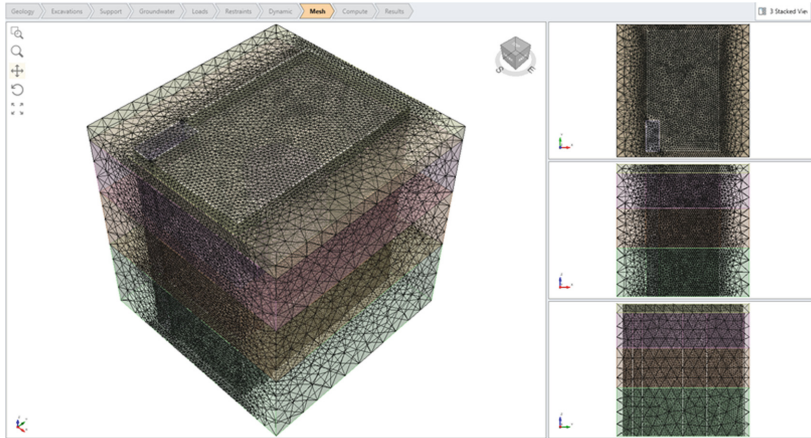 Geology Excavations Support Groundwater Loads Restraints Dynamic Mesh Compute Results
3 Stacked Vie
S E